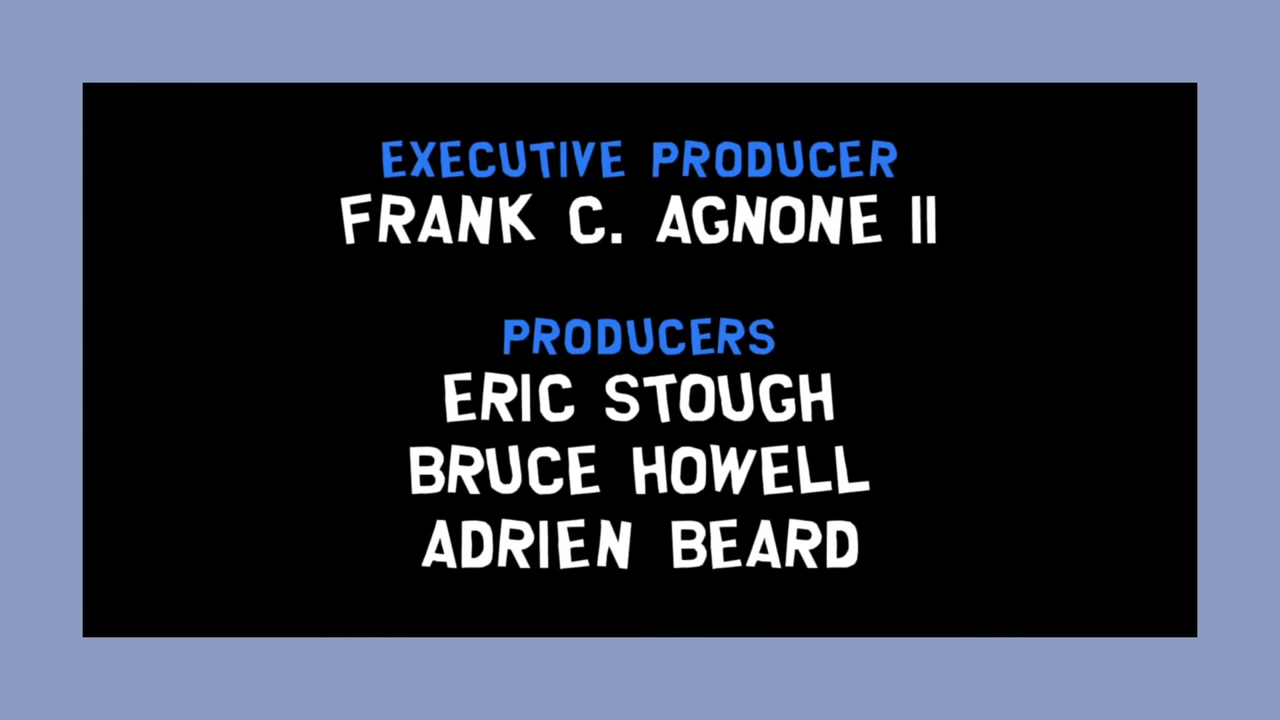 EXECUTIVE PRODUCER
FRANK C. AGNONE II
PRODUCERS
ERIC STOUGH
BRUCE HOWELL
ADRIEN BEARD